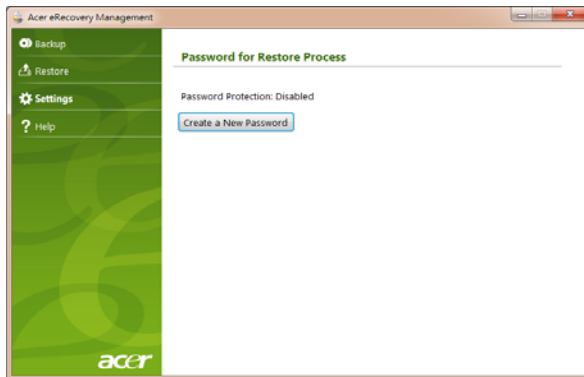 Acer eRecovery Management
Backup
Restore
Settings
? Help
Password for Restore Process
Password Protection: Disabled
Create a New Password
acer